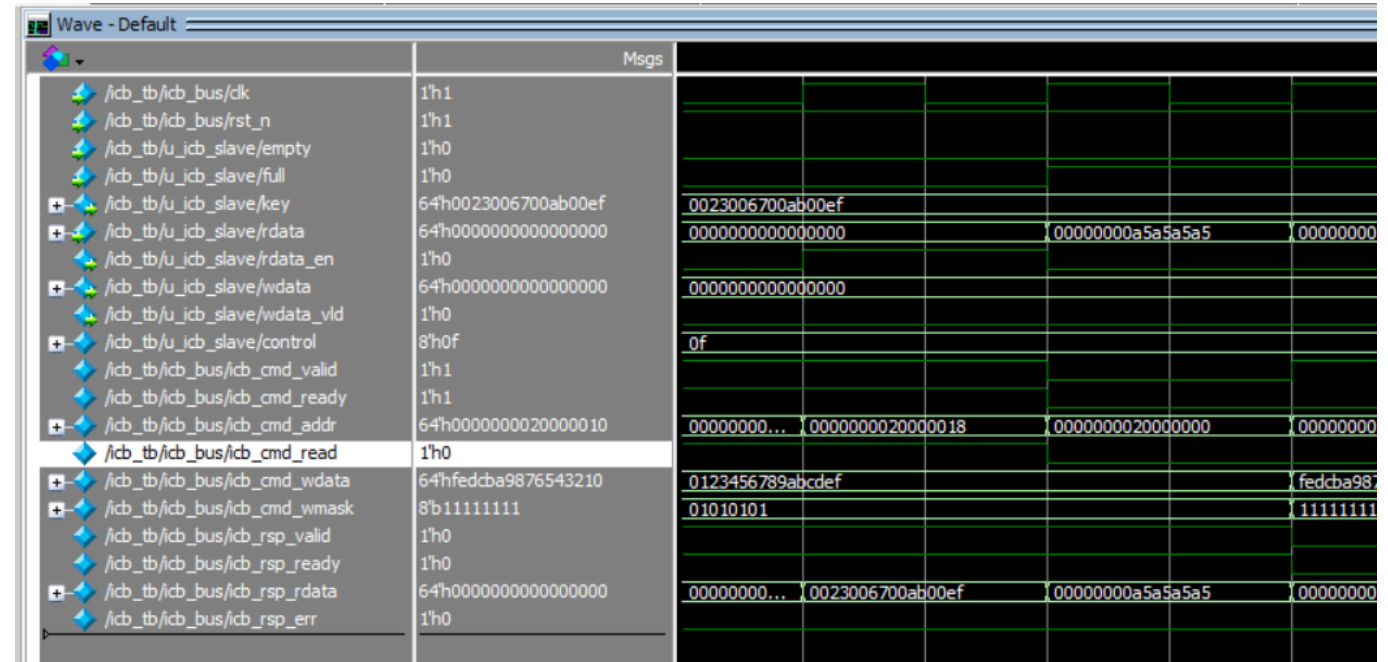 Wave - Default
Msgs
/icb_tb/icb_bus/clk 1'h1
/icb_tb/icb_bus/rst_n 1'h1
/icb_tb/u_icb_slave/empty 1'h0
/icb_tb/u_icb_slave/full 1'h0
/icb_tb/u_icb_slave/key 64'h0023006700ab00ef 0023006700ab00ef
/icb_tb/u_icb_slave/rdata 64'h0000000000000000 0000000000000000 00000000a5a5a5a5 00000000
/icb_tb/u_icb_slave/rdata_en 1'h0
/icb_tb/u_icb_slave/wdata 64'h0000000000000000 0000000000000000
/icb_tb/u_icb_slave/wdata_vld 1'h0
/icb_tb/u_icb_slave/control 8'h0f 0f
/icb_tb/icb_bus/icb_cmd_valid 1'h1
/icb_tb/icb_bus/icb_cmd_ready 1'h1
/icb_tb/icb_bus/icb_cmd_addr 64'h0000000020000010 00000000... 0000000020000018 0000000020000000 00000000
/icb_tb/icb_bus/icb_cmd_read 1'h0
/icb_tb/icb_bus/icb_cmd_wdata 64'hfedcba9876543210 0123456789abcdef fedcba987
/icb_tb/icb_bus/icb_cmd_wmask 8'b11111111 01010101 11111111
/icb_tb/icb_bus/icb_rsp_valid 1'h0
/icb_tb/icb_bus/icb_rsp_ready 1'h0
/icb_tb/icb_bus/icb_rsp_rdata 64'h0000000000000000 00000000... 0023006700ab00ef 00000000a5a5a5a5 00000000
/icb_tb/icb_bus/icb_rsp_err 1'h0